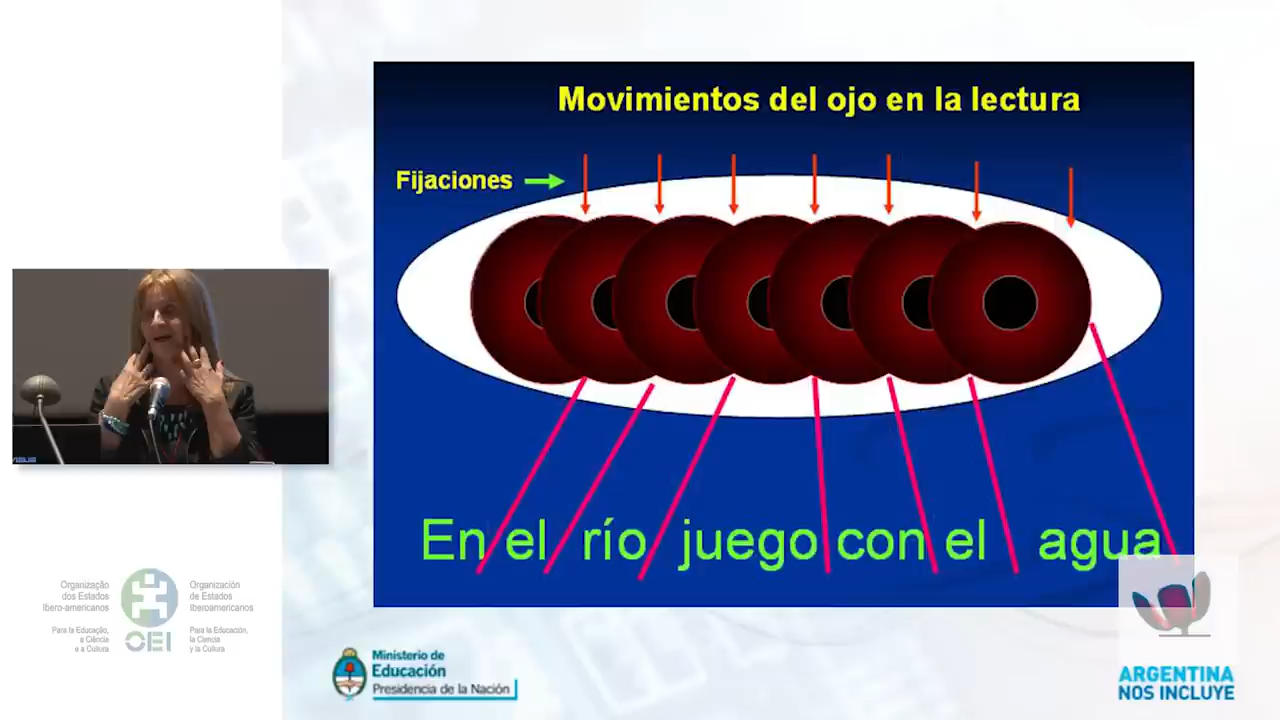 Movimientos del ojo en la lectura
Fijaciones
En el río juego con el agua
ASUS
Organização
dos Estados
Ibero-americanos
Para la Educação,
a Ciência
e a Cultura
OEI
Organización
de Estados
Iberoamericanos
Para la Educación,
la Ciencia
y la Cultura
Ministerio de
Educación
Presidencia de la Nación
ARGENTINA
NOS INCLUYE